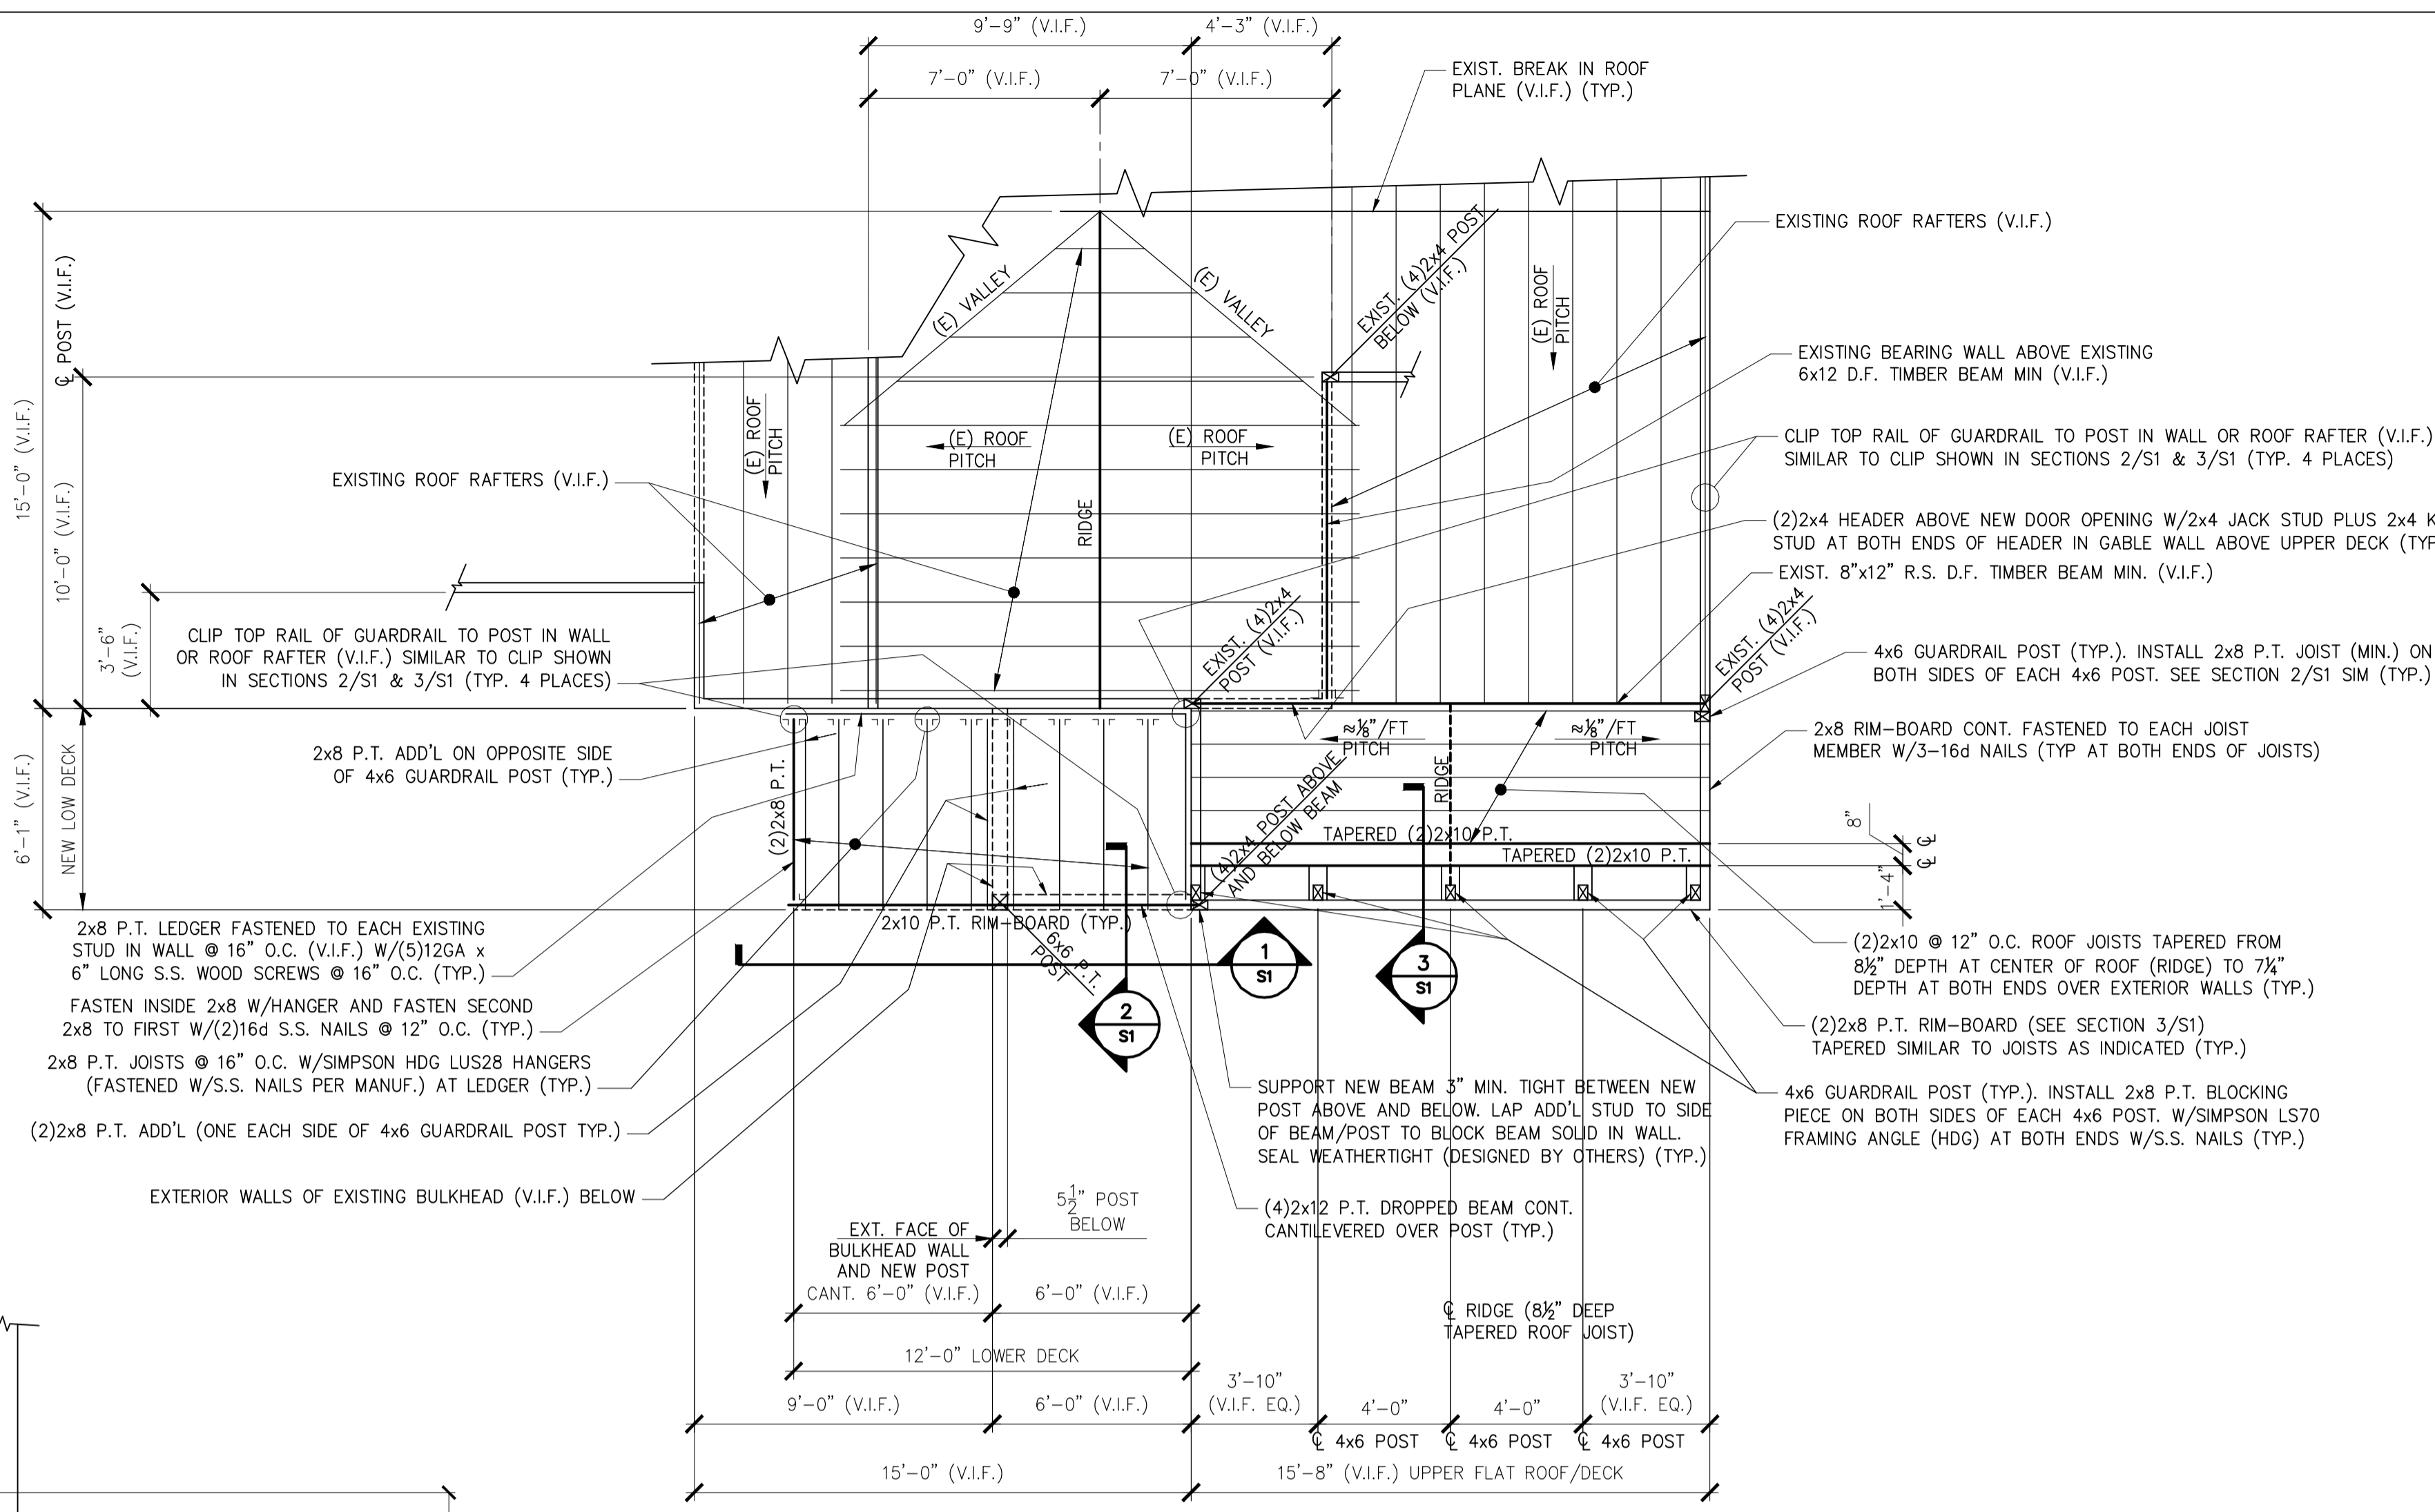 9'-9" (V.I.F.)
4'-3" (V.I.F.)
7'-0" (V.I.F.)
7'-0" (V.I.F.)
EXIST. BREAK IN ROOF
PLANE (V.I.F.) (TYP.)
15'-0" (V.I.F.)
10'-0" (V.I.F.)
℄ POST (V.I.F.)
3'-6"
(V.I.F.)
6'-1" (V.I.F.)
NEW LOW DECK
(E) VALLEY
(E) VALLEY
EXIST. (4)2x4 POST
BELOW (V.I.F.)
(E) ROOF
PITCH
(E) ROOF
PITCH
(E) ROOF
PITCH
(E) ROOF
PITCH
RIDGE
EXISTING ROOF RAFTERS (V.I.F.)
EXISTING BEARING WALL ABOVE EXISTING
6x12 D.F. TIMBER BEAM MIN (V.I.F.)
CLIP TOP RAIL OF GUARDRAIL TO POST IN WALL OR ROOF RAFTER (V.I.F.)
SIMILAR TO CLIP SHOWN IN SECTIONS 2/S1 & 3/S1 (TYP. 4 PLACES)
(2)2x4 HEADER ABOVE NEW DOOR OPENING W/2x4 JACK STUD PLUS 2x4 K
STUD AT BOTH ENDS OF HEADER IN GABLE WALL ABOVE UPPER DECK (TYP
EXIST. 8"x12" R.S. D.F. TIMBER BEAM MIN. (V.I.F.)
EXIST. (4)2x4
POST (V.I.F.)
EXIST. (4)2x4
POST (V.I.F.)
4x6 GUARDRAIL POST (TYP.). INSTALL 2x8 P.T. JOIST (MIN.) ON
BOTH SIDES OF EACH 4x6 POST. SEE SECTION 2/S1 SIM (TYP.)
2x8 RIM-BOARD CONT. FASTENED TO EACH JOIST
MEMBER W/3-16d NAILS (TYP AT BOTH ENDS OF JOISTS)
EXISTING ROOF RAFTERS (V.I.F.)
CLIP TOP RAIL OF GUARDRAIL TO POST IN WALL
OR ROOF RAFTER (V.I.F.) SIMILAR TO CLIP SHOWN
IN SECTIONS 2/S1 & 3/S1 (TYP. 4 PLACES)
2x8 P.T. ADD'L ON OPPOSITE SIDE
OF 4x6 GUARDRAIL POST (TYP.)
(2)2x8 P.T.
≈⅛"/FT
PITCH
≈⅛"/FT
PITCH
RIDGE
(4)2x4 POST ABOVE
AND BELOW BEAM
TAPERED (2)2x10 P.T.
TAPERED (2)2x10 P.T.
8"
℄
℄
1'-4"
2x10 P.T. RIM-BOARD (TYP.)
6x6 P.T.
POST
1
S1
2
S1
3
S1
2x8 P.T. LEDGER FASTENED TO EACH EXISTING
STUD IN WALL @ 16" O.C. (V.I.F.) W/(5)12GA x
6" LONG S.S. WOOD SCREWS @ 16" O.C. (TYP.)
FASTEN INSIDE 2x8 W/HANGER AND FASTEN SECOND
2x8 TO FIRST W/(2)16d S.S. NAILS @ 12" O.C. (TYP.)
2x8 P.T. JOISTS @ 16" O.C. W/SIMPSON HDG LUS28 HANGERS
(FASTENED W/S.S. NAILS PER MANUF.) AT LEDGER (TYP.)
(2)2x8 P.T. ADD'L (ONE EACH SIDE OF 4x6 GUARDRAIL POST TYP.)
EXTERIOR WALLS OF EXISTING BULKHEAD (V.I.F.) BELOW
(2)2x10 @ 12" O.C. ROOF JOISTS TAPERED FROM
8½" DEPTH AT CENTER OF ROOF (RIDGE) TO 7¼"
DEPTH AT BOTH ENDS OVER EXTERIOR WALLS (TYP.)
(2)2x8 P.T. RIM-BOARD (SEE SECTION 3/S1)
TAPERED SIMILAR TO JOISTS AS INDICATED (TYP.)
4x6 GUARDRAIL POST (TYP.). INSTALL 2x8 P.T. BLOCKING
PIECE ON BOTH SIDES OF EACH 4x6 POST. W/SIMPSON LS70
FRAMING ANGLE (HDG) AT BOTH ENDS W/S.S. NAILS (TYP.)
SUPPORT NEW BEAM 3" MIN. TIGHT BETWEEN NEW
POST ABOVE AND BELOW. LAP ADD'L STUD TO SIDE
OF BEAM/POST TO BLOCK BEAM SOLID IN WALL.
SEAL WEATHERTIGHT (DESIGNED BY OTHERS) (TYP.)
(4)2x12 P.T. DROPPED BEAM CONT.
CANTILEVERED OVER POST (TYP.)
5½" POST
BELOW
EXT. FACE OF
BULKHEAD WALL
AND NEW POST
CANT. 6'-0" (V.I.F.)
6'-0" (V.I.F.)
℄ RIDGE (8½" DEEP
TAPERED ROOF JOIST)
12'-0" LOWER DECK
9'-0" (V.I.F.)
6'-0" (V.I.F.)
3'-10"
(V.I.F. EQ.)
4'-0"
4'-0"
3'-10"
(V.I.F. EQ.)
℄ 4x6 POST
℄ 4x6 POST
℄ 4x6 POST
15'-0" (V.I.F.)
15'-8" (V.I.F.) UPPER FLAT ROOF/DECK